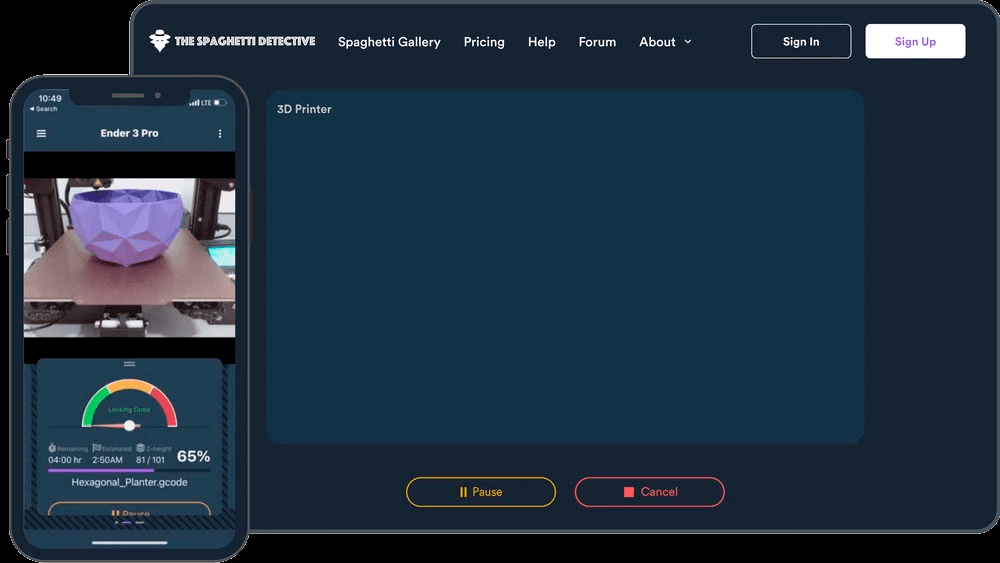 THE SPAGHETTI DETECTIVE Spaghetti Gallery Pricing Help Forum About Sign In Sign Up
3D Printer
Pause Cancel
10:49 LTE
Search
Ender 3 Pro
Looking Good
Remaining Estimated Z-height
04:00 hr 2:50AM 81 / 101 65%
Hexagonal_Planter.gcode
Pause